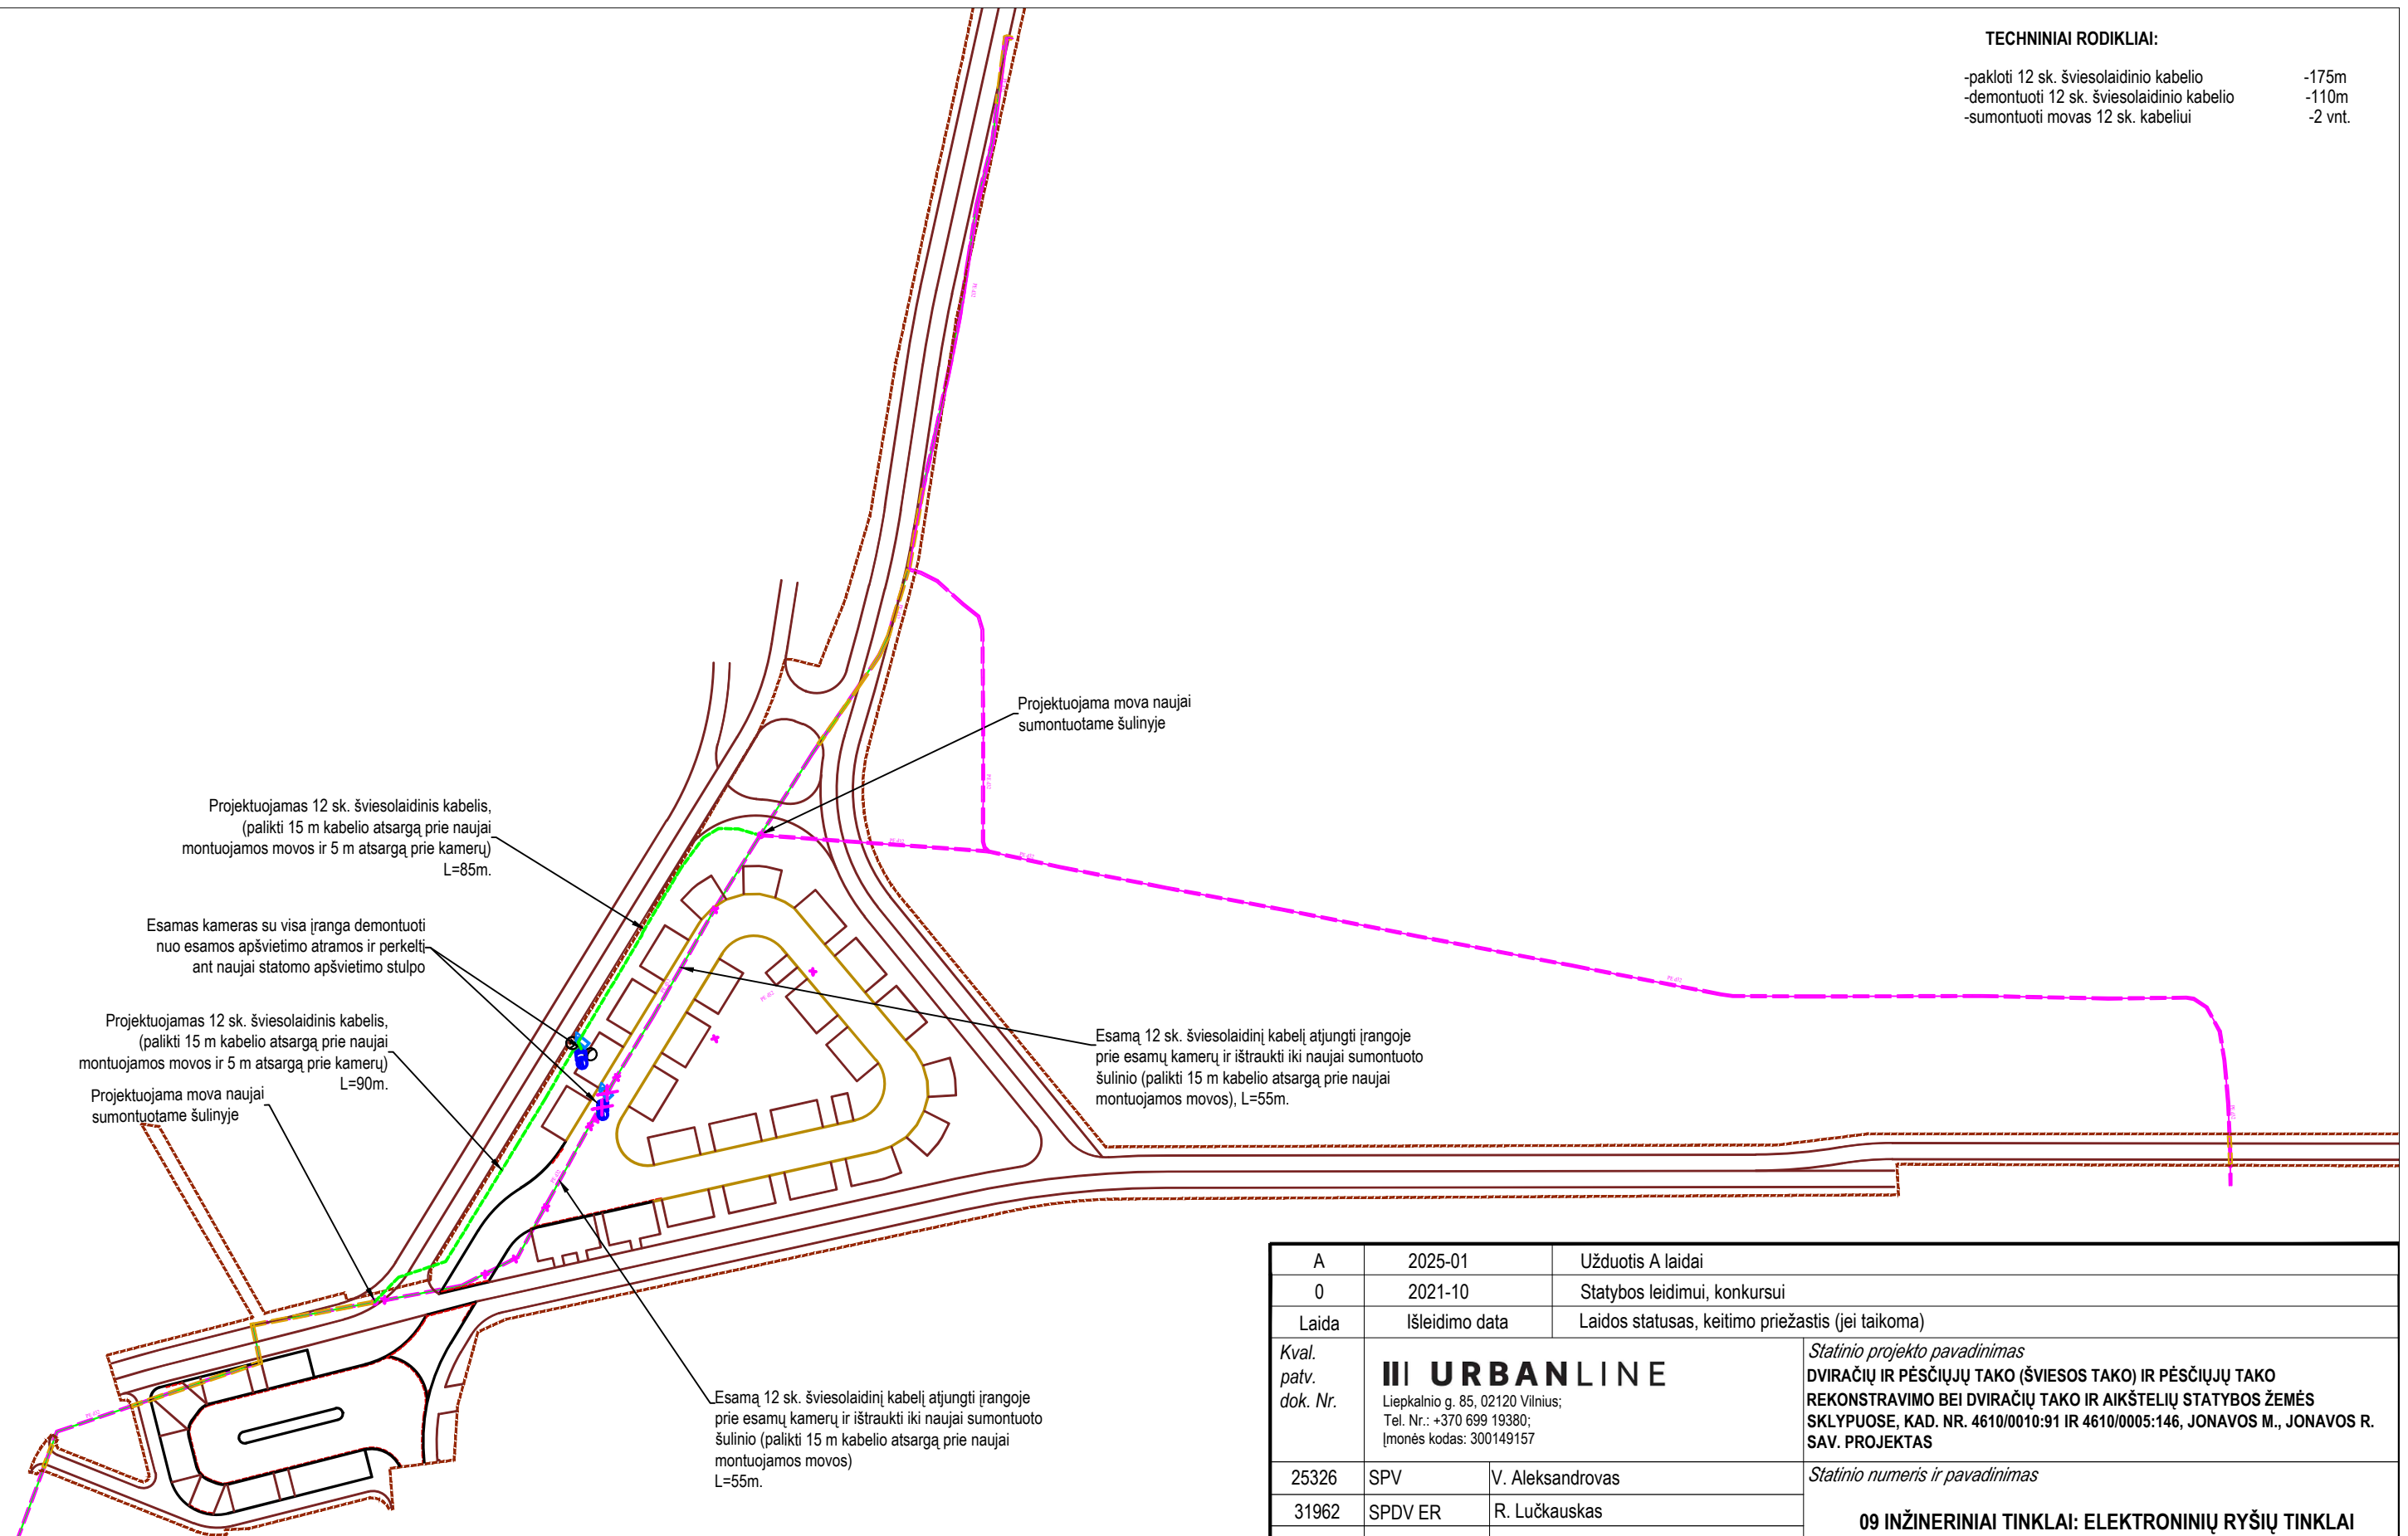 TECHNINIAI RODIKLIAI:
-pakloti 12 sk. šviesolaidinio kabelio -175m
-demontuoti 12 sk. šviesolaidinio kabelio -110m
-sumontuoti movas 12 sk. kabeliui -2 vnt.
Projektuojama mova naujai
sumontuotame šulinyje
Projektuojamas 12 sk. šviesolaidinis kabelis,
(palikti 15 m kabelio atsargą prie naujai
montuojamos movos ir 5 m atsargą prie kamerų)
L=85m.
Esamas kameras su visa įranga demontuoti
nuo esamos apšvietimo atramos ir perkelti
ant naujai statomo apšvietimo stulpo
Projektuojamas 12 sk. šviesolaidinis kabelis,
(palikti 15 m kabelio atsargą prie naujai
montuojamos movos ir 5 m atsargą prie kamerų)
L=90m.
Projektuojama mova naujai
sumontuotame šulinyje
Esamą 12 sk. šviesolaidinį kabelį atjungti įrangoje
prie esamų kamerų ir ištraukti iki naujai sumontuoto
šulinio (palikti 15 m kabelio atsargą prie naujai
montuojamos movos), L=55m.
Esamą 12 sk. šviesolaidinį kabelį atjungti įrangoje
prie esamų kamerų ir ištraukti iki naujai sumontuoto
šulinio (palikti 15 m kabelio atsargą prie naujai
montuojamos movos)
L=55m.
A 2025-01 Užduotis A laidai
0 2021-10 Statybos leidimui, konkursui
Laida Išleidimo data Laidos statusas, keitimo priežastis (jei taikoma)
Kval.
patv.
dok. Nr.
URBANLINE
Liepkalnio g. 85, 02120 Vilnius;
Tel. Nr.: +370 699 19380;
Įmonės kodas: 300149157
Statinio projekto pavadinimas
DVIRAČIŲ IR PĖSČIŲJŲ TAKO (ŠVIESOS TAKO) IR PĖSČIŲJŲ TAKO
REKONSTRAVIMO BEI DVIRAČIŲ TAKO IR AIKŠTELIŲ STATYBOS ŽEMĖS
SKLYPUOSE, KAD. NR. 4610/0010:91 IR 4610/0005:146, JONAVOS M., JONAVOS R.
SAV. PROJEKTAS
25326 SPV V. Aleksandrovas
Statinio numeris ir pavadinimas
31962 SPDV ER R. Lučkauskas
09 INŽINERINIAI TINKLAI: ELEKTRONINIŲ RYŠIŲ TINKLAI